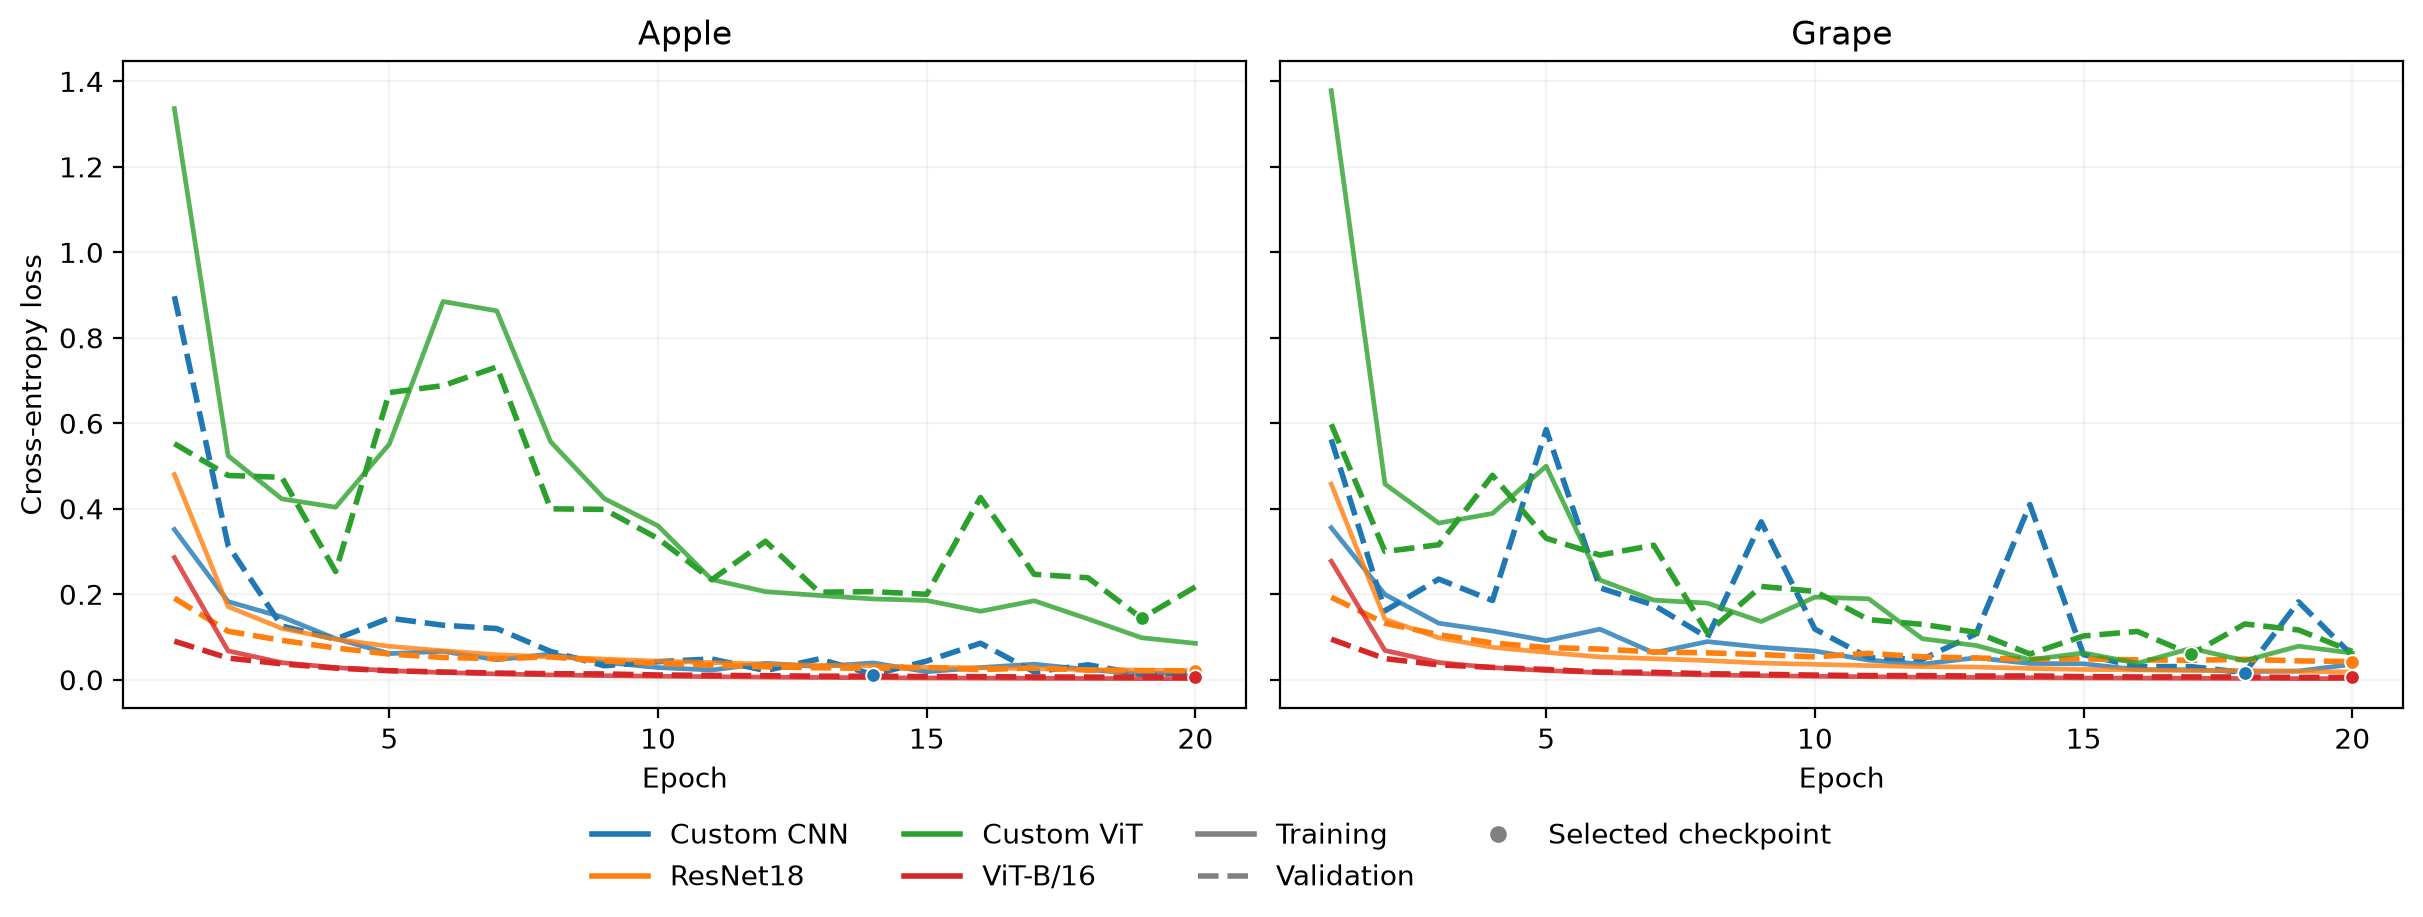 Apple
Grape
Cross-entropy loss
1.4
1.2
1.0
0.8
0.6
0.4
0.2
0.0
5 10 15 20
5 10 15 20
Epoch
Epoch
Custom CNN
Custom ViT
Training
Selected checkpoint
ResNet18
ViT-B/16
Validation